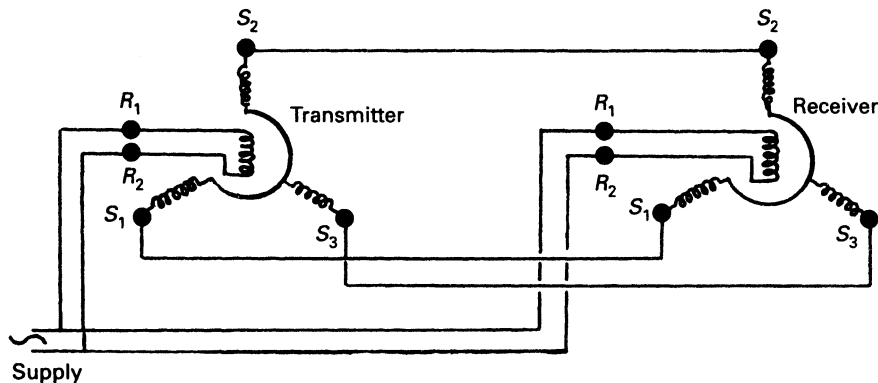 S2
S2
R1
Transmitter
R1
Receiver
R2
R2
S1
S3
S1
S3
Supply